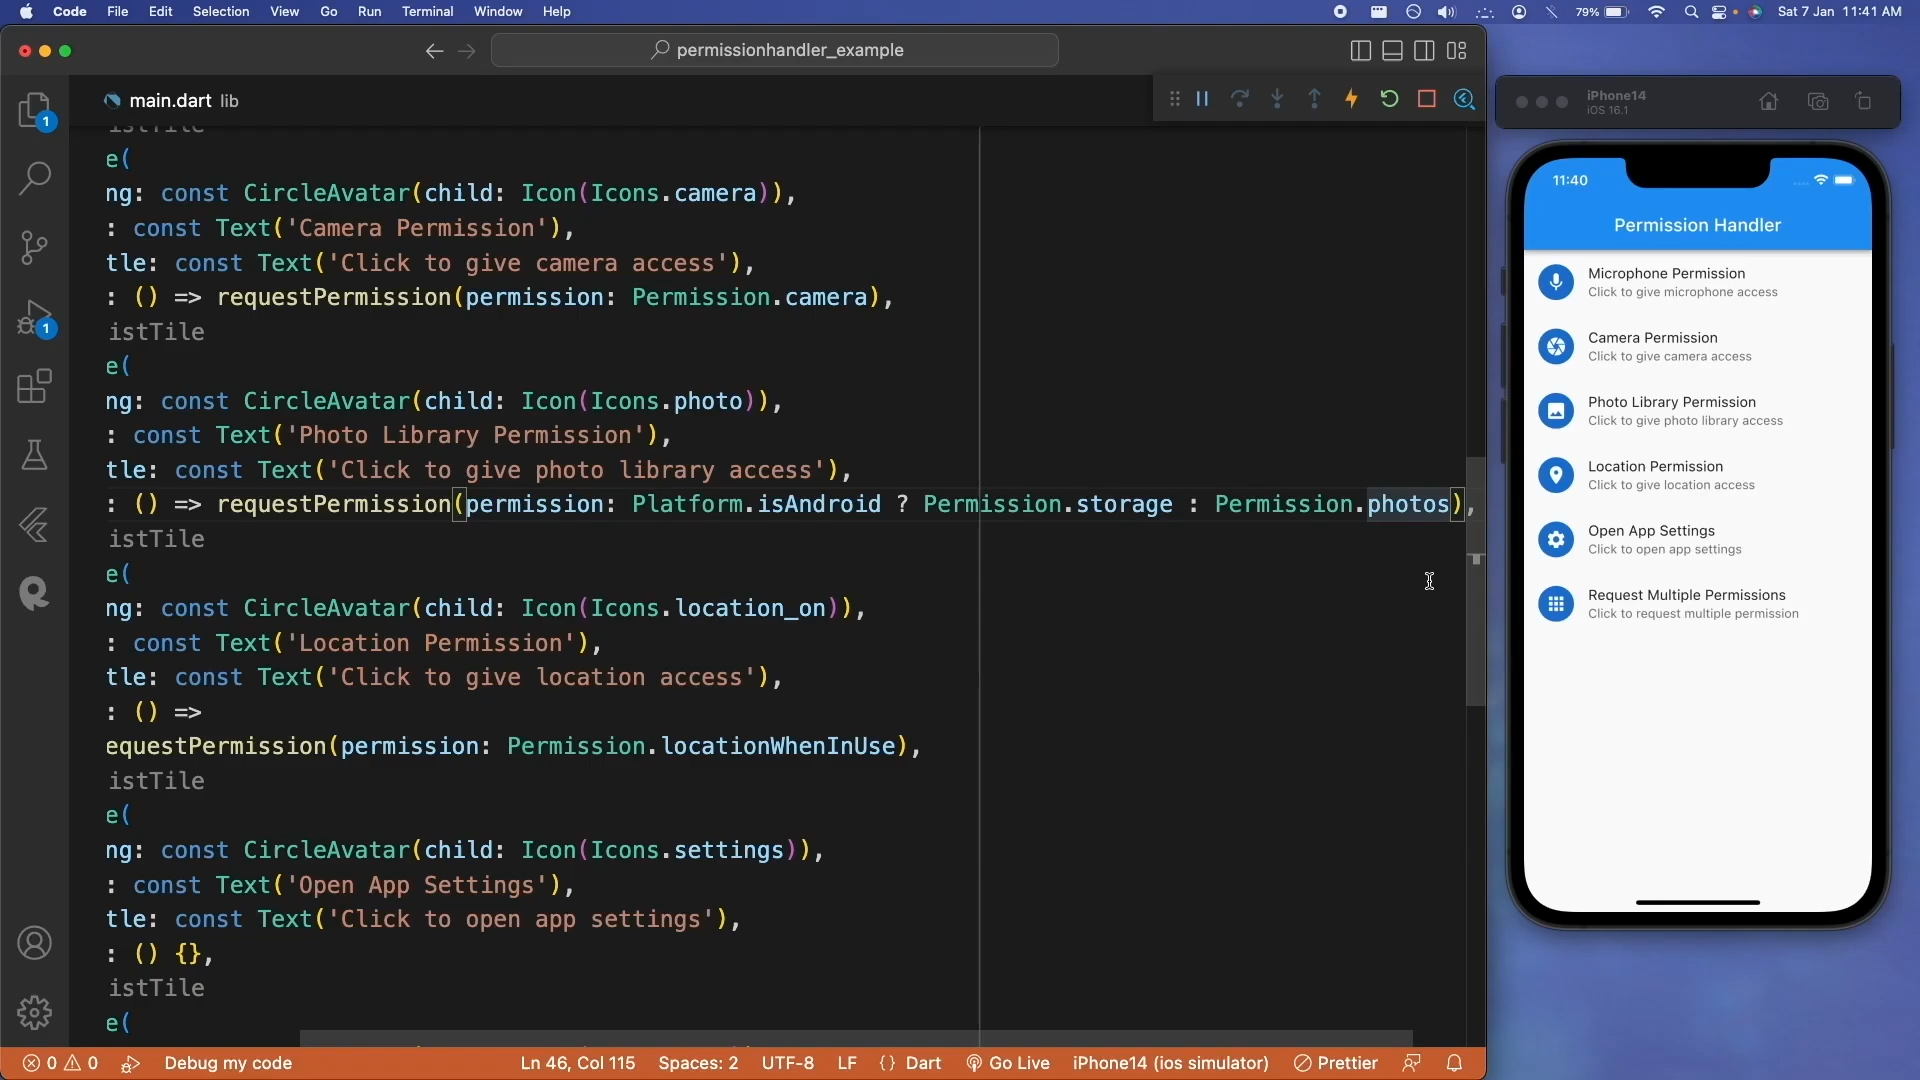 Code File Edit Selection View Go Run Terminal Window Help
79% Sat 7 Jan 11:41 AM
permissionhandler_example
main.dart lib
1
1
istTile
e(
ng: const CircleAvatar(child: Icon(Icons.camera)),
: const Text('Camera Permission'),
tle: const Text('Click to give camera access'),
: () => requestPermission(permission: Permission.camera),
istTile
e(
ng: const CircleAvatar(child: Icon(Icons.photo)),
: const Text('Photo Library Permission'),
tle: const Text('Click to give photo library access'),
: () => requestPermission(permission: Platform.isAndroid ? Permission.storage : Permission.photos),
istTile
e(
ng: const CircleAvatar(child: Icon(Icons.location_on)),
: const Text('Location Permission'),
tle: const Text('Click to give location access'),
: () =>
equestPermission(permission: Permission.locationWhenInUse),
istTile
e(
ng: const CircleAvatar(child: Icon(Icons.settings)),
: const Text('Open App Settings'),
tle: const Text('Click to open app settings'),
: () {},
istTile
e(
0 0 Debug my code Ln 46, Col 115 Spaces: 2 UTF-8 LF {} Dart Go Live iPhone14 (ios simulator) Prettier
iPhone14
iOS 16.1
11:40
Permission Handler
Microphone Permission
Click to give microphone access
Camera Permission
Click to give camera access
Photo Library Permission
Click to give photo library access
Location Permission
Click to give location access
Open App Settings
Click to open app settings
Request Multiple Permissions
Click to request multiple permission